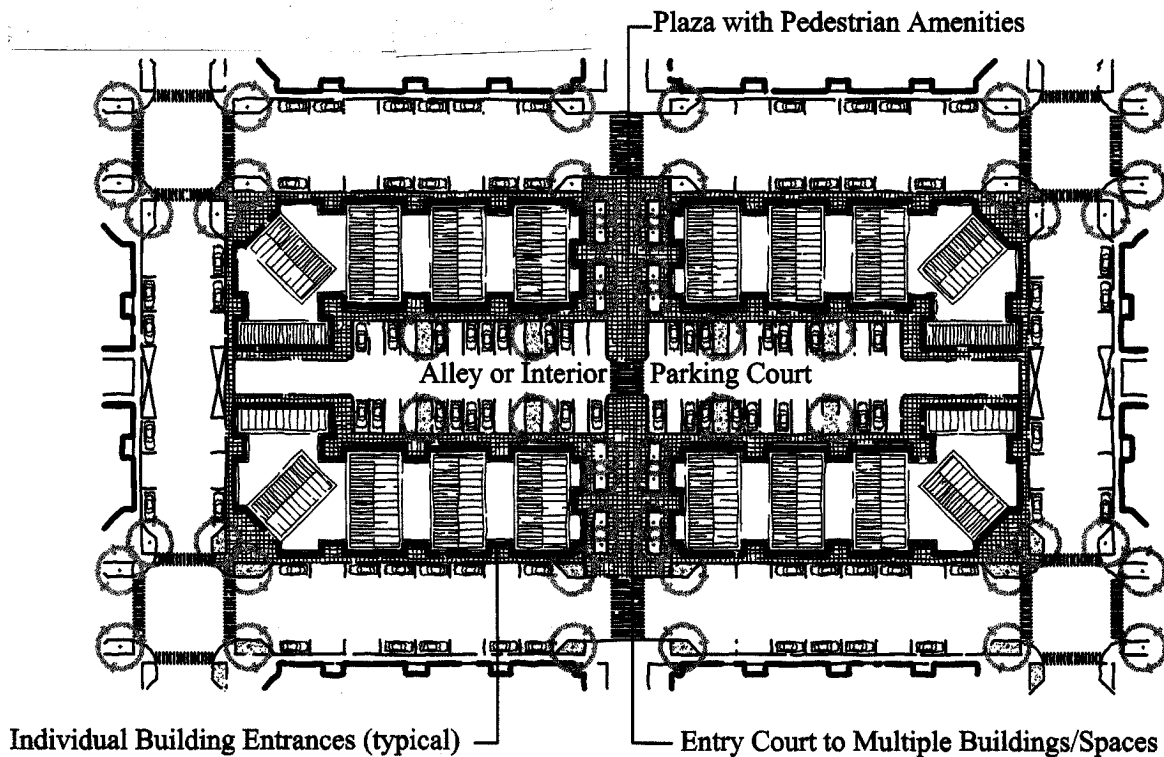 Plaza with Pedestrian Amenities
Alley or Interior Parking Court
Individual Building Entrances (typical)
Entry Court to Multiple Buildings/Spaces